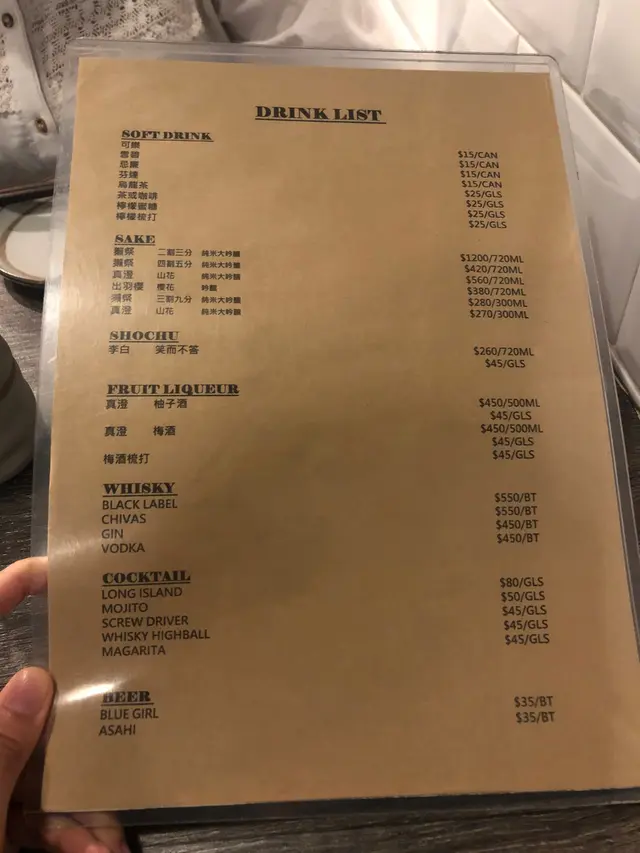 DRINK LIST
SOFT DRINK
可樂 $15/CAN
雪碧 $15/CAN
忌廉 $15/CAN
芬達 $15/CAN
烏龍茶 $25/GLS
茶或咖啡 $25/GLS
檸檬蜜糖 $25/GLS
檸檬梳打 $25/GLS
SAKE
獺祭 二割三分 純米大吟釀 $1200/720ML
獺祭 四割五分 純米大吟釀 $420/720ML
真澄 山花 純米大吟釀 $560/720ML
出羽櫻 櫻花 吟釀 $380/720ML
獺祭 三割九分 純米大吟釀 $280/300ML
真澄 山花 純米大吟釀 $270/300ML
SHOCHU
李白 笑而不答 $260/720ML
$45/GLS
FRUIT LIQUEUR
真澄 柚子酒 $450/500ML
$45/GLS
真澄 梅酒 $450/500ML
$45/GLS
梅酒梳打 $45/GLS
WHISKY
BLACK LABEL $550/BT
CHIVAS $550/BT
GIN $450/BT
VODKA $450/BT
COCKTAIL
LONG ISLAND $80/GLS
MOJITO $50/GLS
SCREW DRIVER $45/GLS
WHISKY HIGHBALL $45/GLS
MAGARITA $45/GLS
BEER
BLUE GIRL $35/BT
ASAHI $35/BT